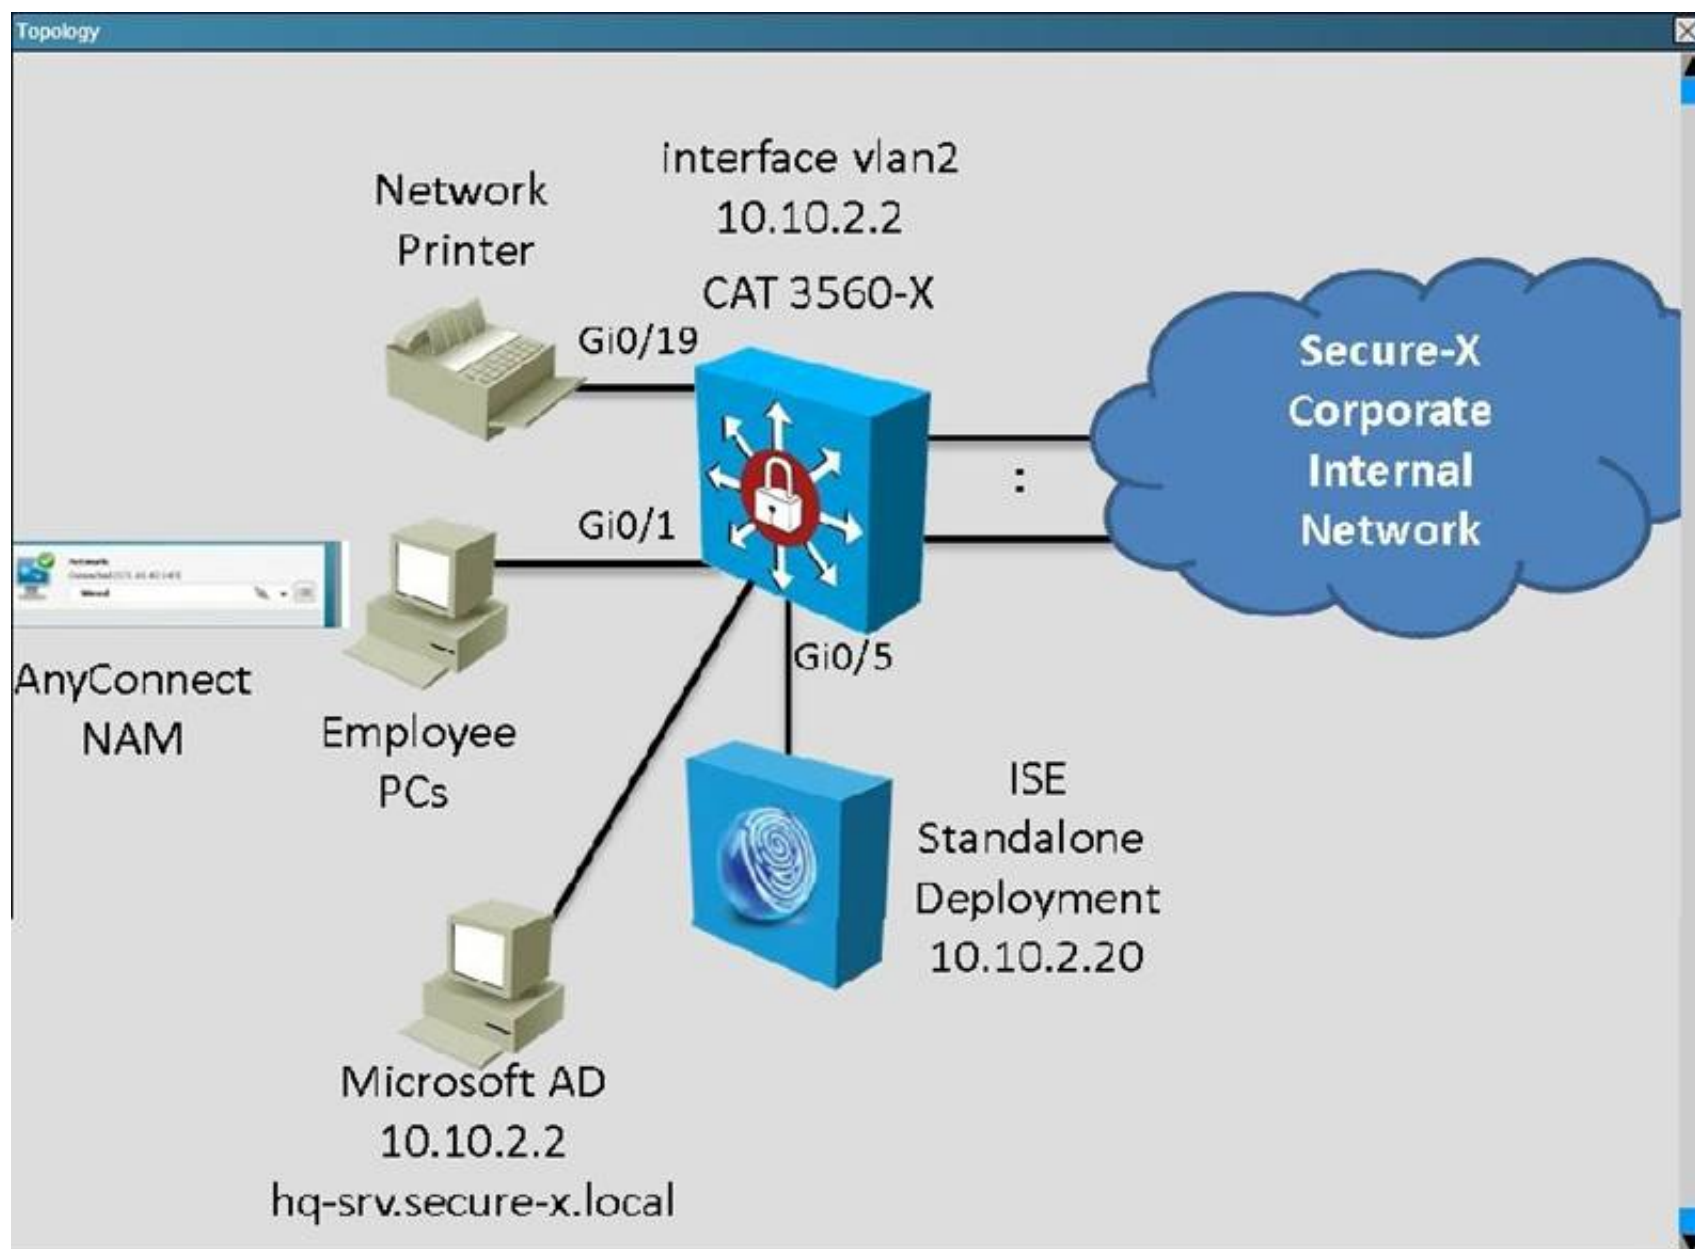 Topology
interface vlan2
10.10.2.2
CAT 3560-X
Network
Printer
Gi0/19
Secure-X
Corporate
Internal
Network
:
Gi0/1
Network
Wired
AnyConnect
NAM
Employee
PCs
Gi0/5
ISE
Standalone
Deployment
10.10.2.20
Microsoft AD
10.10.2.2
hq-srv.secure-x.local